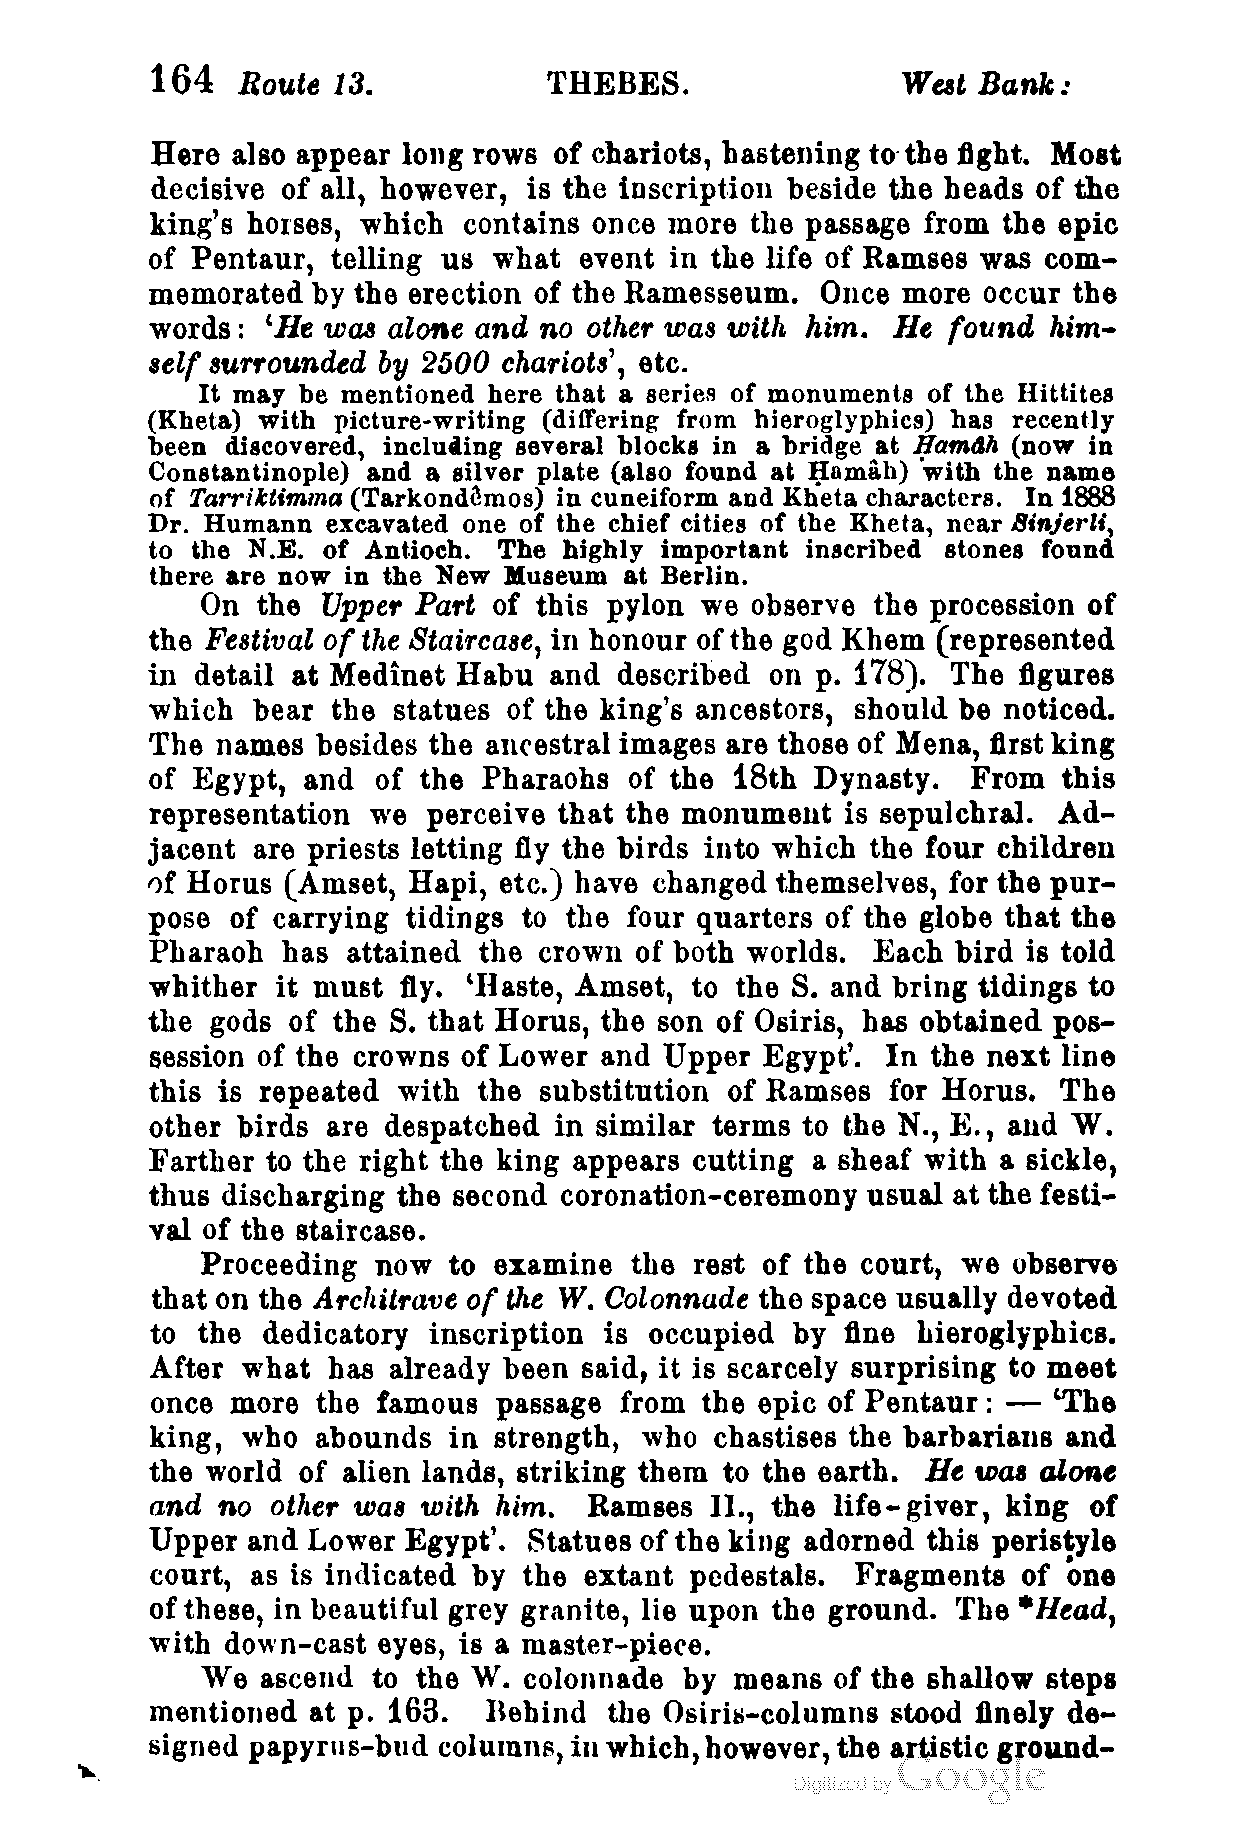 164 Route 13. THEBES. West Bank:
Here also appear long rows of chariots, hastening to the fight. Most
decisive of all, however, is the inscription beside the heads of the
king's horses, which contains once more the passage from the epic
of Pentaur, telling us what event in the life of Ramses was com-
memorated by the erection of the Ramesseum. Once more occur the
words: 'He was alone and no other was with him. He found him-
self surrounded by 2500 chariots', etc.
It may be mentioned here that a series of monuments of the Hittites
(Kheta) with picture-writing (differing from hieroglyphics) has recently
been discovered, including several blocks in a bridge at Ḥamâh (now in
Constantinople) and a silver plate (also found at Ḥamâh) with the name
of Tarriktimma (Tarkondêmos) in cuneiform and Kheta characters. In 1888
Dr. Humann excavated one of the chief cities of the Kheta, near Sinjerli,
to the N.E. of Antioch. The highly important inscribed stones found
there are now in the New Museum at Berlin.
On the Upper Part of this pylon we observe the procession of
the Festival of the Staircase, in honour of the god Khem (represented
in detail at Medînet Habu and described on p. 178). The figures
which bear the statues of the king's ancestors, should be noticed.
The names besides the ancestral images are those of Mena, first king
of Egypt, and of the Pharaohs of the 18th Dynasty. From this
representation we perceive that the monument is sepulchral. Ad-
jacent are priests letting fly the birds into which the four children
of Horus (Amset, Hapi, etc.) have changed themselves, for the pur-
pose of carrying tidings to the four quarters of the globe that the
Pharaoh has attained the crown of both worlds. Each bird is told
whither it must fly. 'Haste, Amset, to the S. and bring tidings to
the gods of the S. that Horus, the son of Osiris, has obtained pos-
session of the crowns of Lower and Upper Egypt'. In the next line
this is repeated with the substitution of Ramses for Horus. The
other birds are despatched in similar terms to the N., E., and W.
Farther to the right the king appears cutting a sheaf with a sickle,
thus discharging the second coronation-ceremony usual at the festi-
val of the staircase.
Proceeding now to examine the rest of the court, we observe
that on the Architrave of the W. Colonnade the space usually devoted
to the dedicatory inscription is occupied by fine hieroglyphics.
After what has already been said, it is scarcely surprising to meet
once more the famous passage from the epic of Pentaur: — 'The
king, who abounds in strength, who chastises the barbarians and
the world of alien lands, striking them to the earth. He was alone
and no other was with him. Ramses II., the life-giver, king of
Upper and Lower Egypt'. Statues of the king adorned this peristyle
court, as is indicated by the extant pedestals. Fragments of one
of these, in beautiful grey granite, lie upon the ground. The *Head,
with down-cast eyes, is a master-piece.
We ascend to the W. colonnade by means of the shallow steps
mentioned at p. 163. Behind the Osiris-columns stood finely de-
signed papyrus-bud columns, in which, however, the artistic ground-
Digitized by Google